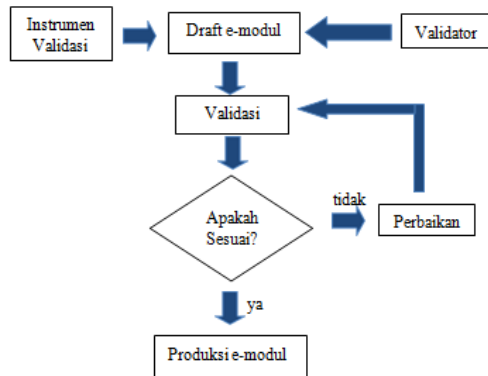 Instrumen
Validasi
Draft e-modul
Validator
Validasi
Apakah
Sesuai?
tidak
Perbaikan
ya
Produksi e-modul